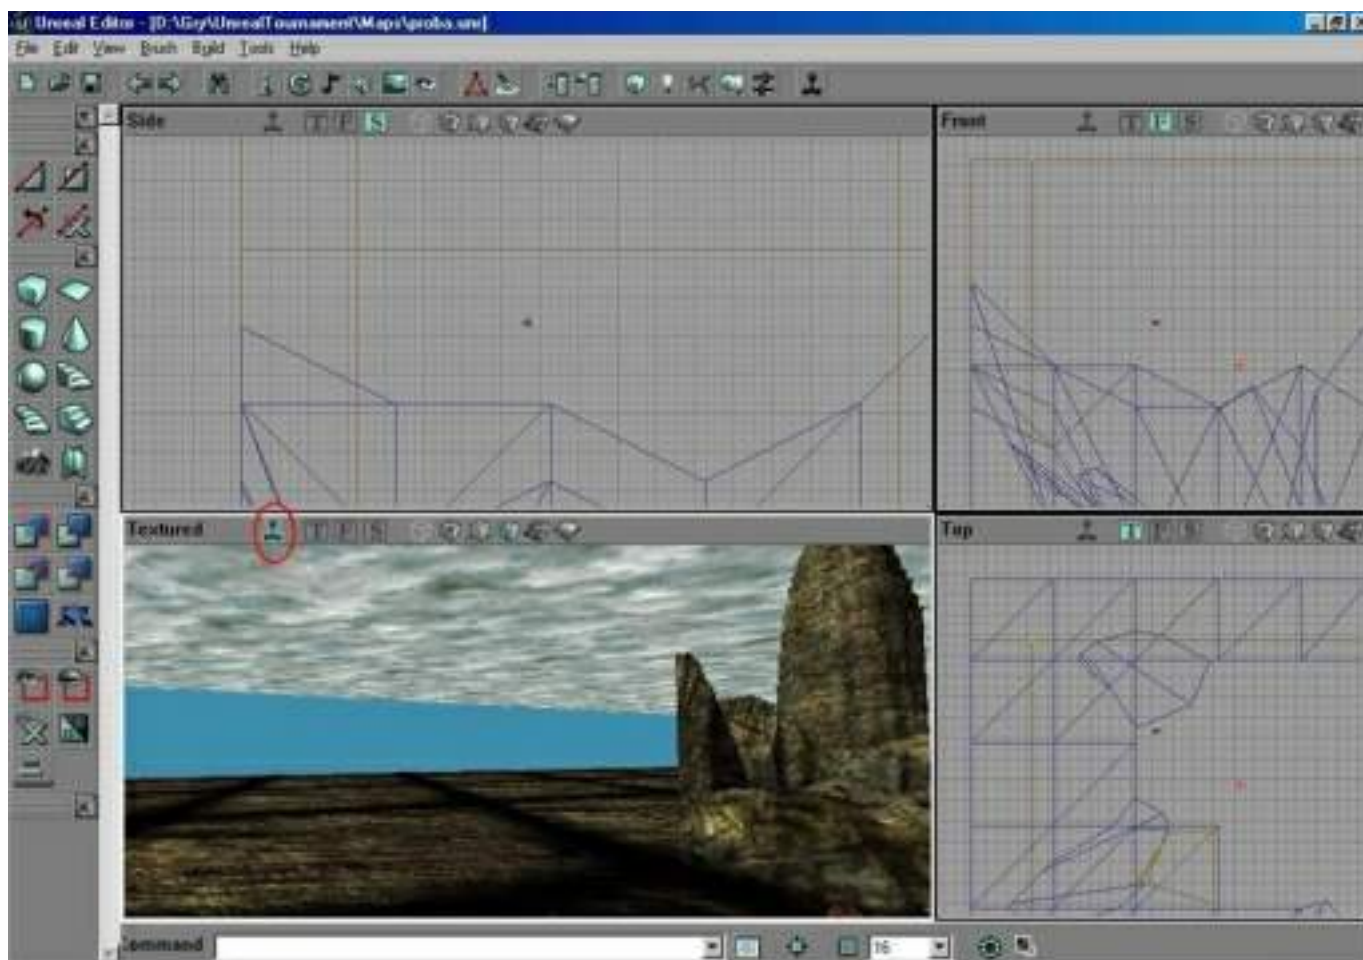 Unreal Editor - [D:\Gry\UnrealTournament\Maps\proba.unr]
File Edit View Brush Build Tools Help
Side T F S
Front T F S
Textured T F S
Top T F S
Command
16